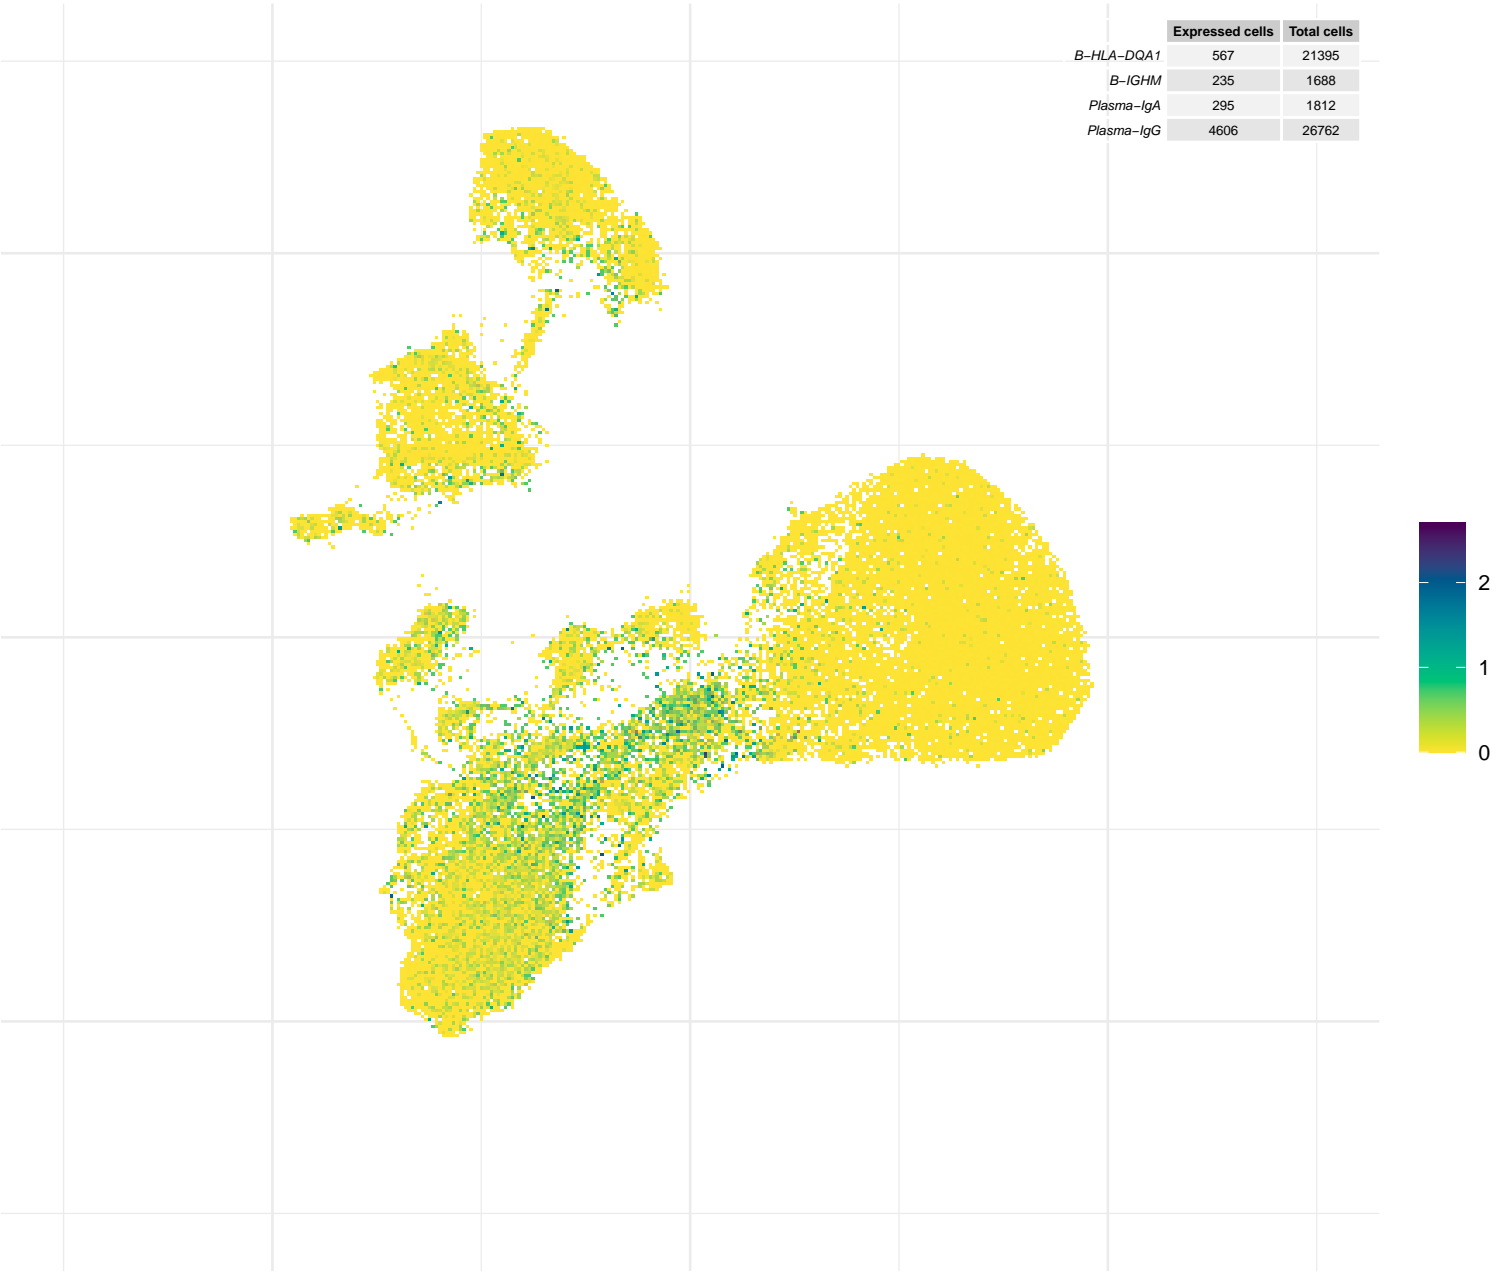 Expressed cells Total cells
B−HLA−DQA1 567 21395
B−IGHM 235 1688
Plasma−IgA 295 1812
Plasma−IgG 4606 26762
2
1
0